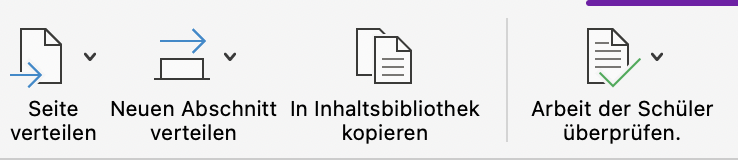 Seite
verteilen
Neuen Abschnitt
verteilen
In Inhaltsbibliothek
kopieren
Arbeit der Schüler
überprüfen.